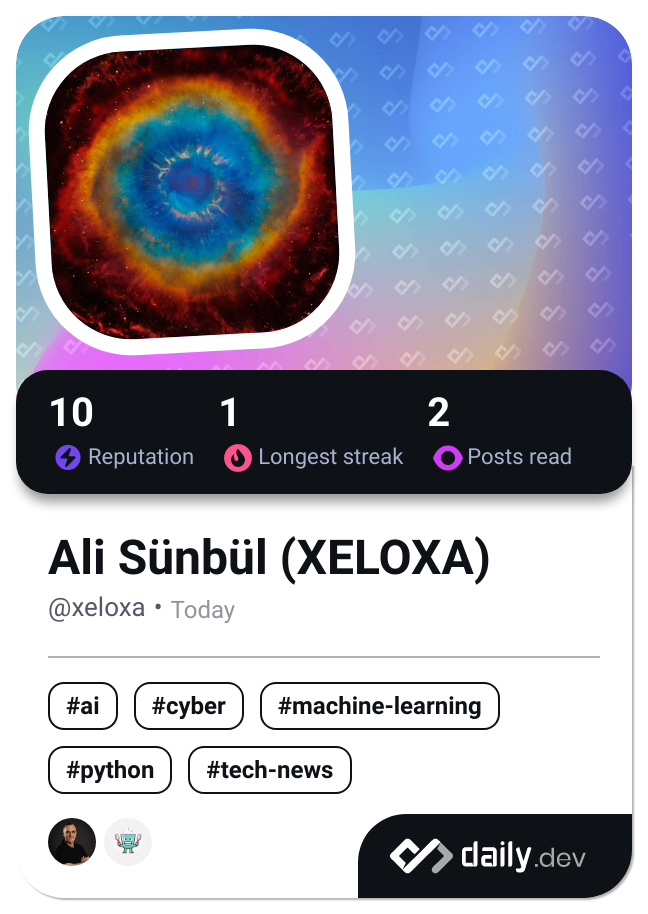 10 1 2
Reputation Longest streak Posts read
Ali Sünbül (XELOXA)
@xeloxa • Today
#ai #cyber #machine-learning
#python #tech-news
daily.dev